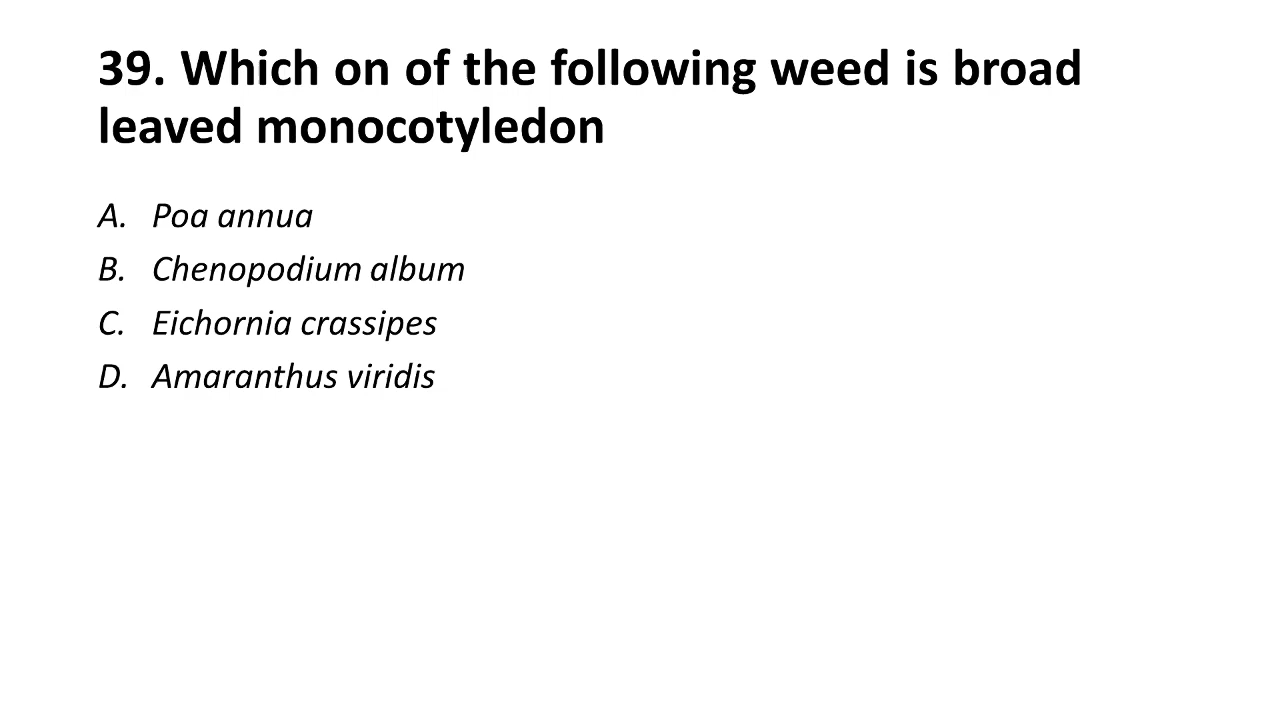 39. Which on of the following weed is broad
leaved monocotyledon
A. Poa annua
B. Chenopodium album
C. Eichornia crassipes
D. Amaranthus viridis